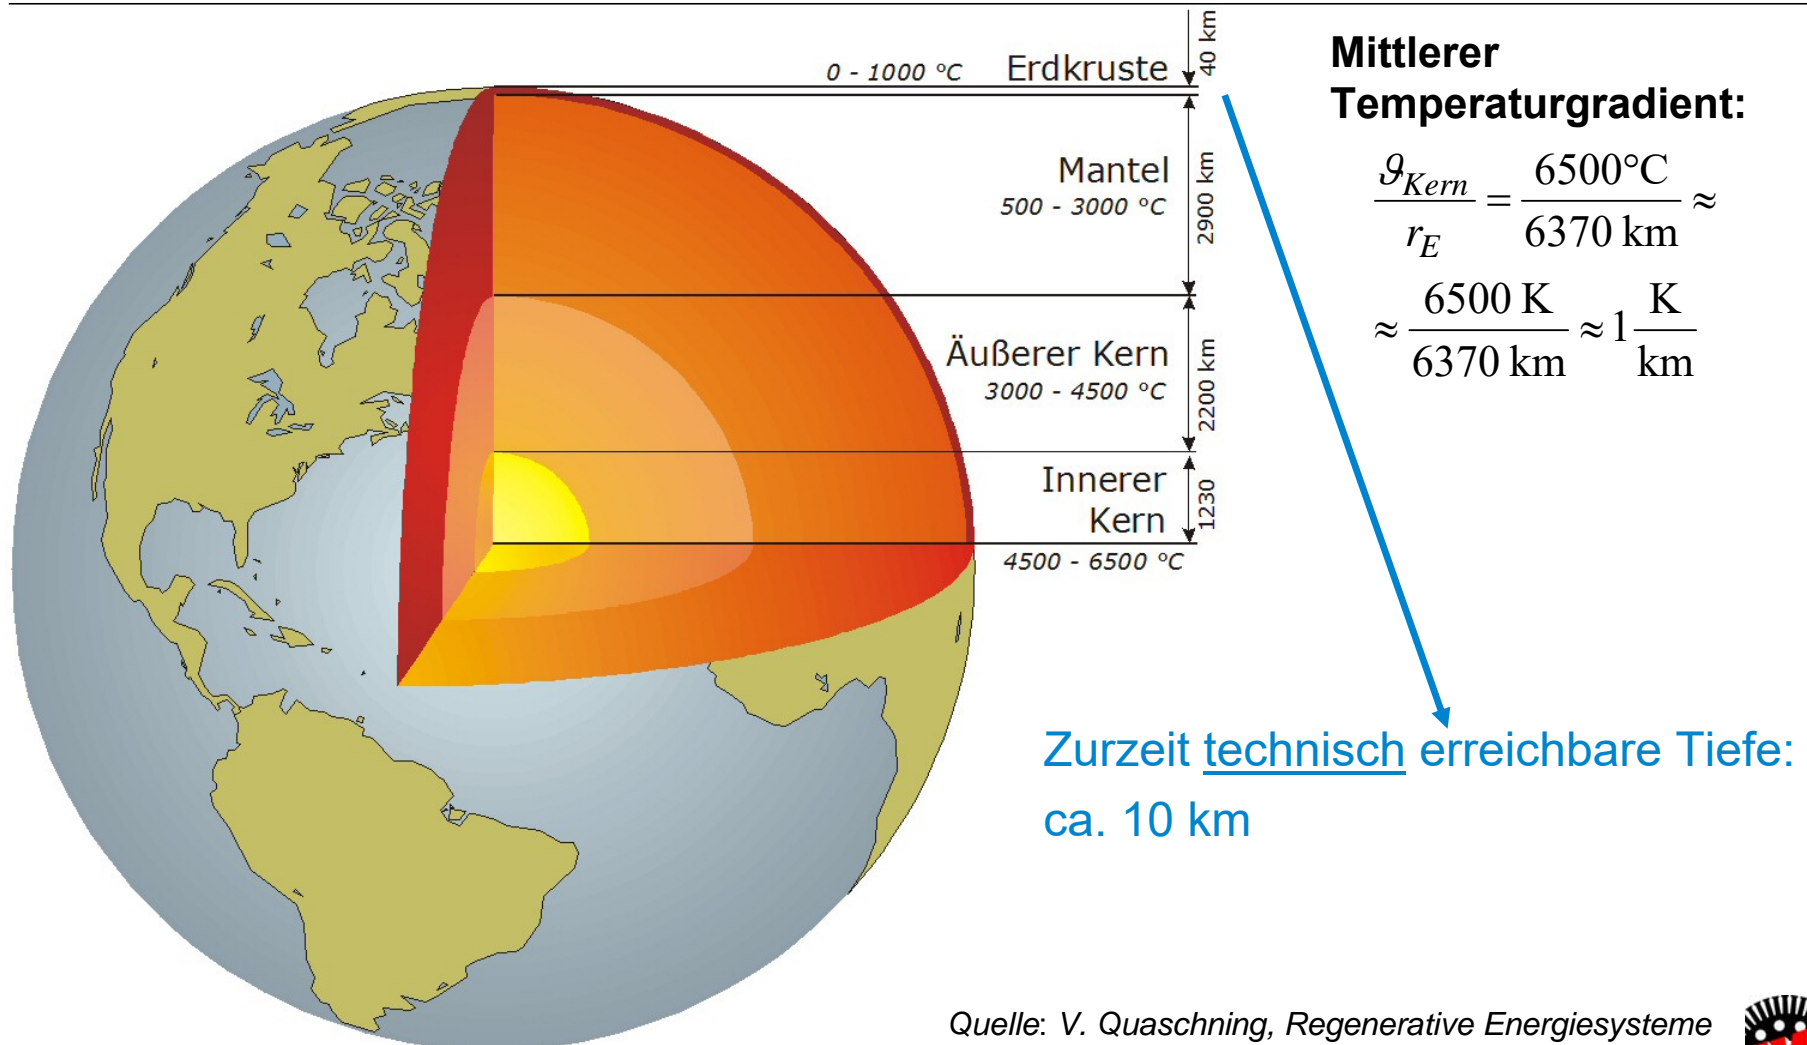 40 km
0 - 1000 °C Erdkruste
Mantel
500 - 3000 °C
2900 km
Äußerer Kern
3000 - 4500 °C
2200 km
Innerer
Kern
1230
4500 - 6500 °C
Mittlerer
Temperaturgradient:
ϑ_Kern / r_E = 6500°C / 6370 km ≈
≈ 6500 K / 6370 km ≈ 1 K / km
Zurzeit technisch erreichbare Tiefe:
ca. 10 km
Quelle: V. Quaschning, Regenerative Energiesysteme